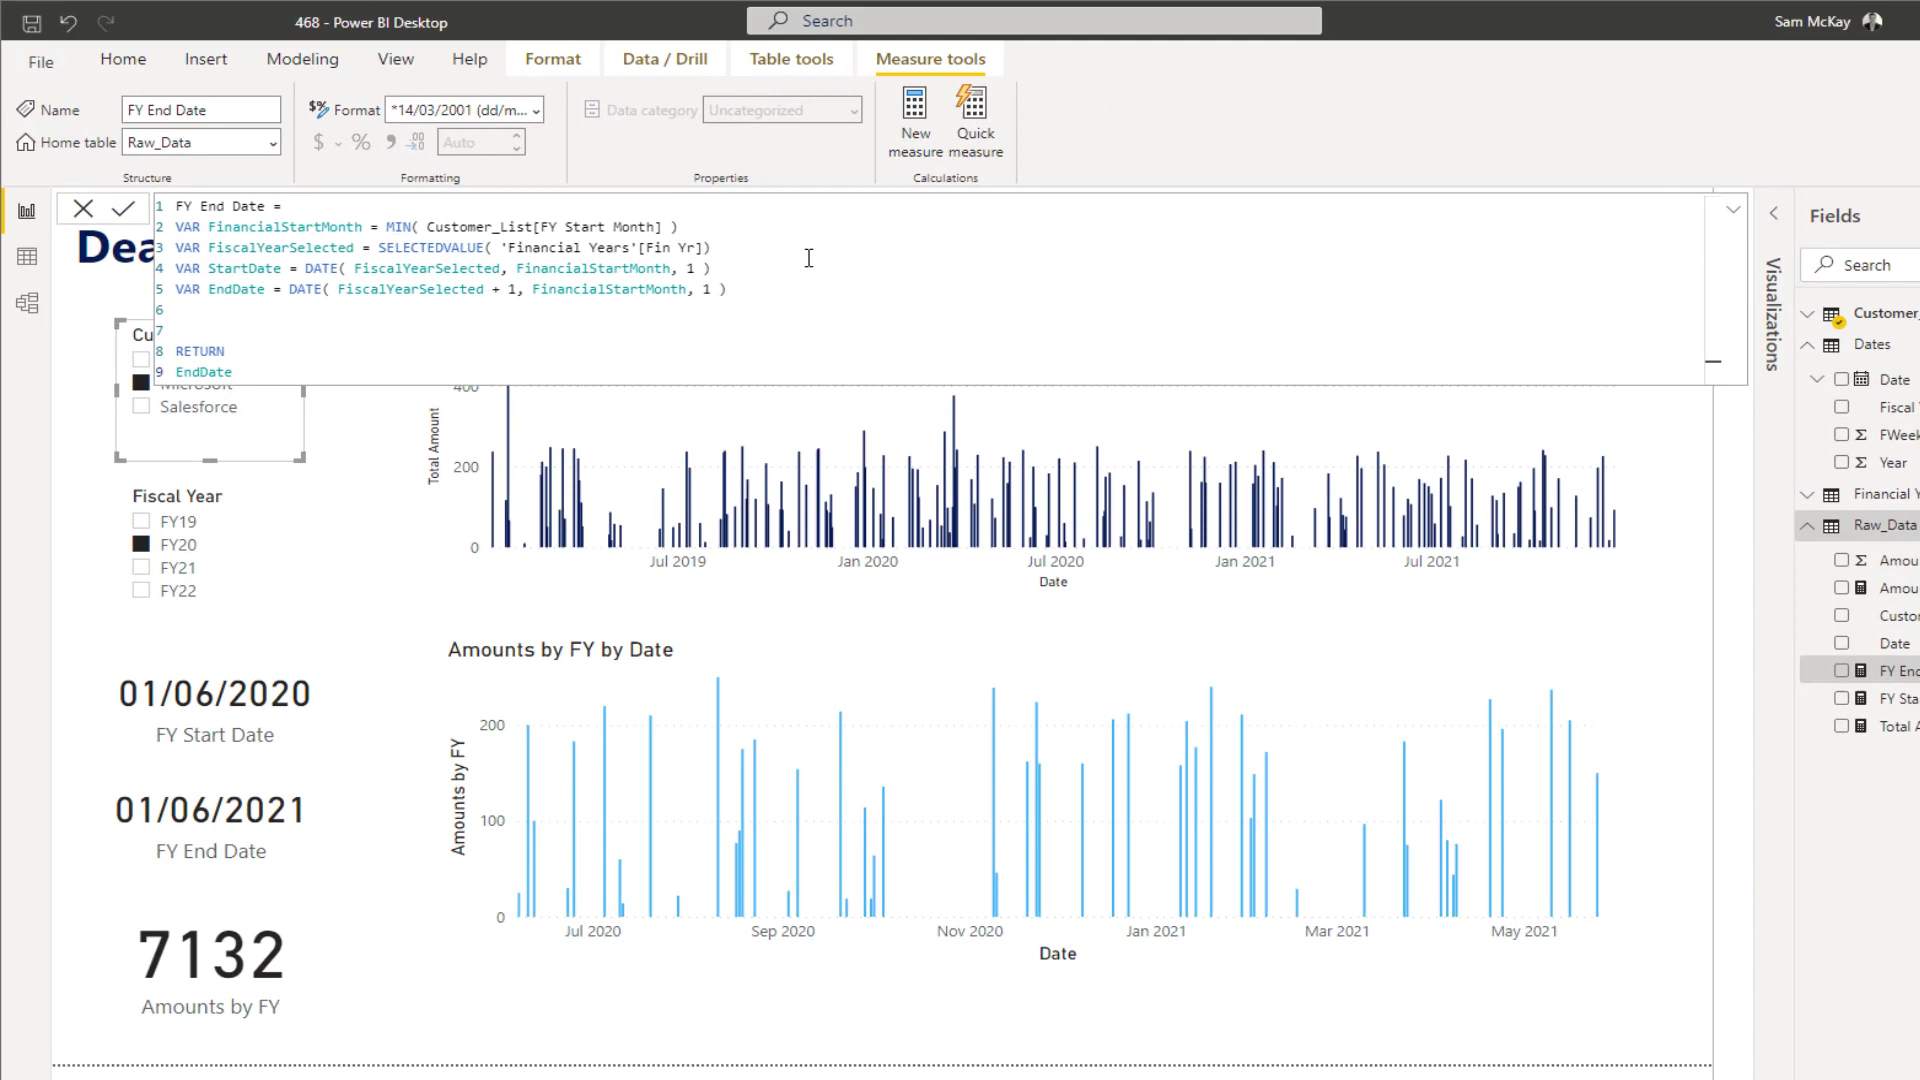 468 - Power BI Desktop
Search
Sam McKay
File
Home
Insert
Modeling
View
Help
Format
Data / Drill
Table tools
Measure tools
Name
FY End Date
Home table
Raw_Data
Structure
$% Format
*14/03/2001 (dd/m...
$ % 9 .00
Auto
Formatting
Data category
Uncategorized
Properties
New measure
Quick measure
Calculations
1 FY End Date =
2 VAR FinancialStartMonth = MIN( Customer_List[FY Start Month] )
3 VAR FiscalYearSelected = SELECTEDVALUE( 'Financial Years'[Fin Yr])
4 VAR StartDate = DATE( FiscalYearSelected, FinancialStartMonth, 1 )
5 VAR EndDate = DATE( FiscalYearSelected + 1, FinancialStartMonth, 1 )
6
7
8 RETURN
9 EndDate
Dea
Cu
Microsoft
Salesforce
Fiscal Year
FY19
FY20
FY21
FY22
01/06/2020
FY Start Date
01/06/2021
FY End Date
7132
Amounts by FY
Total Amount
400
200
0
Jul 2019
Jan 2020
Jul 2020
Jan 2021
Jul 2021
Date
Amounts by FY by Date
Amounts by FY
200
100
0
Jul 2020
Sep 2020
Nov 2020
Jan 2021
Mar 2021
May 2021
Date
Visualizations
Fields
Search
Customer_
Dates
Date
Fiscal
FWeek
Year
Financial Y
Raw_Data
Amou
Amou
Custo
Date
FY End
FY Sta
Total A